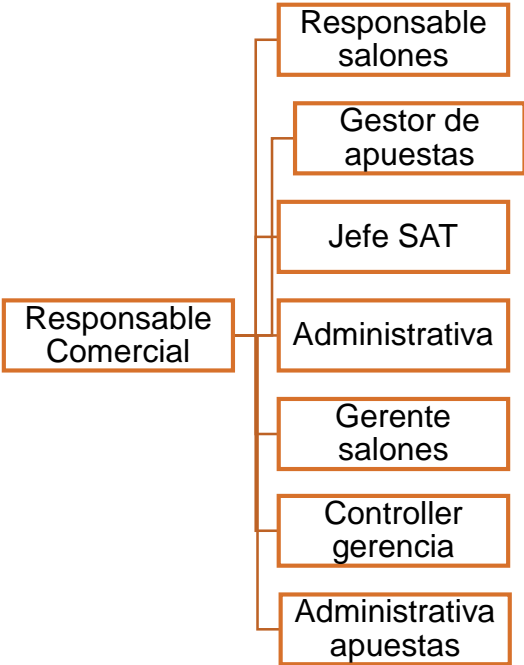 Responsable
salones
Gestor de
apuestas
Jefe SAT
Responsable
Comercial
Administrativa
Gerente
salones
Controller
gerencia
Administrativa
apuestas